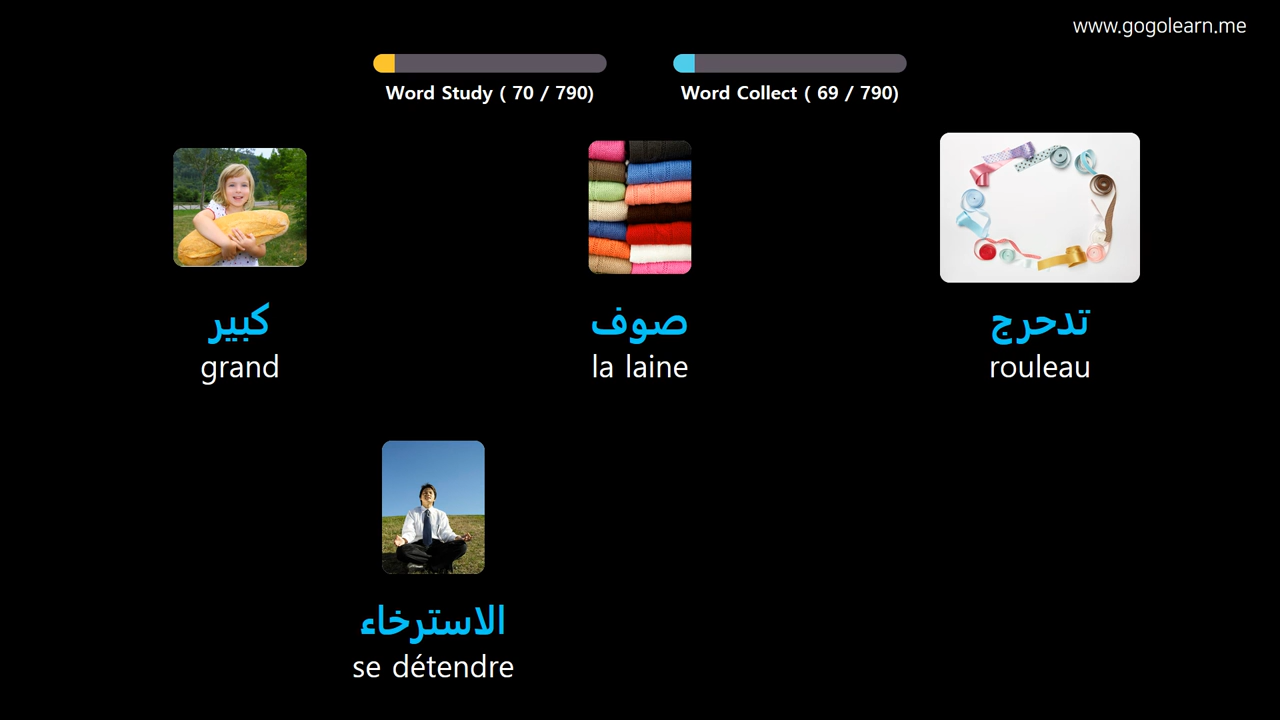 www.gogolearn.me
Word Study ( 70 / 790)
Word Collect ( 69 / 790)
كبير
grand
صوف
la laine
تدحرج
rouleau
الاسترخاء
se détendre